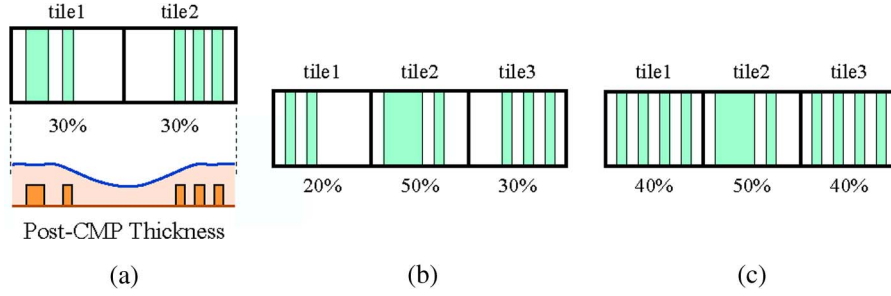 tile1 tile2
30% 30%
Post-CMP Thickness
(a)
tile1 tile2 tile3
20% 50% 30%
(b)
tile1 tile2 tile3
40% 50% 40%
(c)